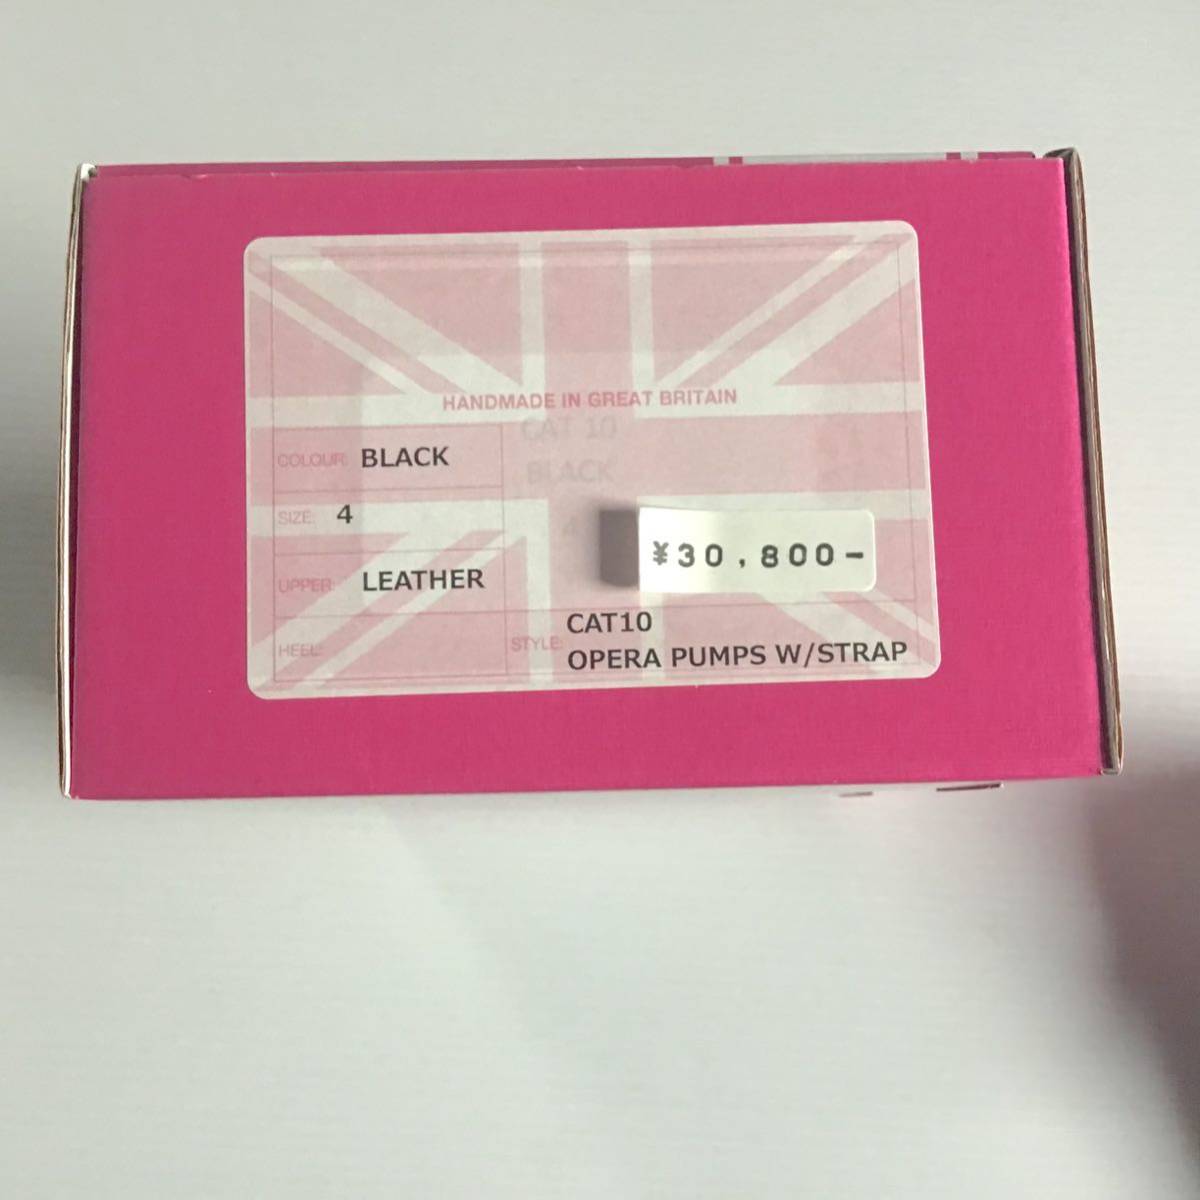 HANDMADE IN GREAT BRITAIN
CAT 10
BLACK
4
COLOUR: BLACK
SIZE: 4
¥30,800-
UPPER: LEATHER
HEEL:
STYLE: CAT10
OPERA PUMPS W/STRAP